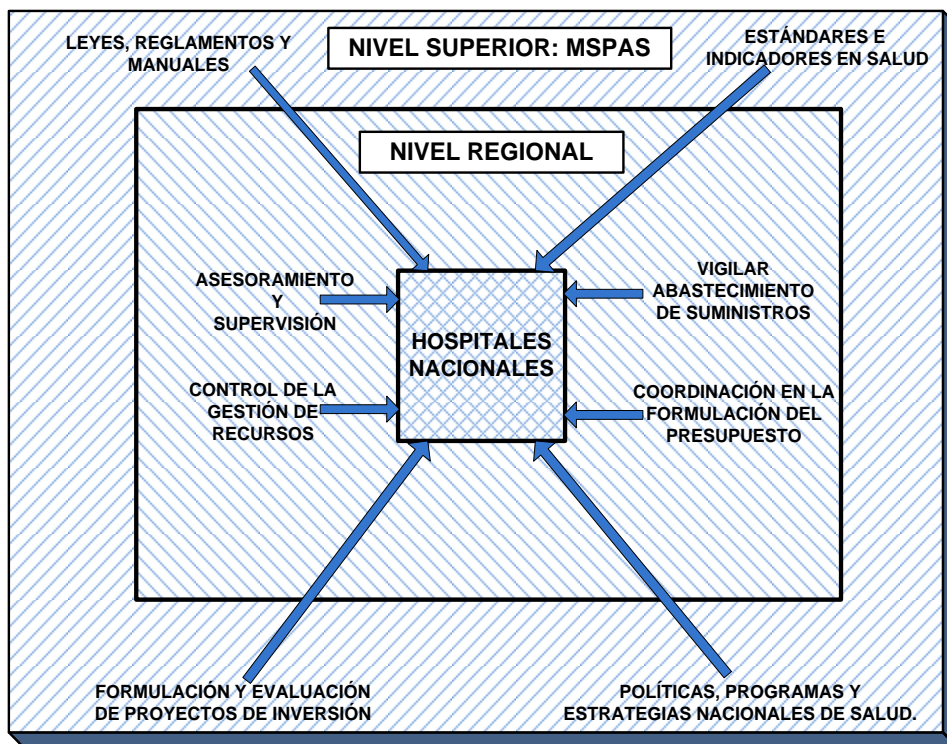 LEYES, REGLAMENTOS Y
MANUALES
NIVEL SUPERIOR: MSPAS
ESTÁNDARES E
INDICADORES EN SALUD
NIVEL REGIONAL
ASESORAMIENTO
Y
SUPERVISIÓN
VIGILAR
ABASTECIMIENTO
DE SUMINISTROS
HOSPITALES
NACIONALES
CONTROL DE LA
GESTIÓN DE
RECURSOS
COORDINACIÓN EN LA
FORMULACIÓN DEL
PRESUPUESTO
FORMULACIÓN Y EVALUACIÓN
DE PROYECTOS DE INVERSIÓN
POLÍTICAS, PROGRAMAS Y
ESTRATEGIAS NACIONALES DE SALUD.